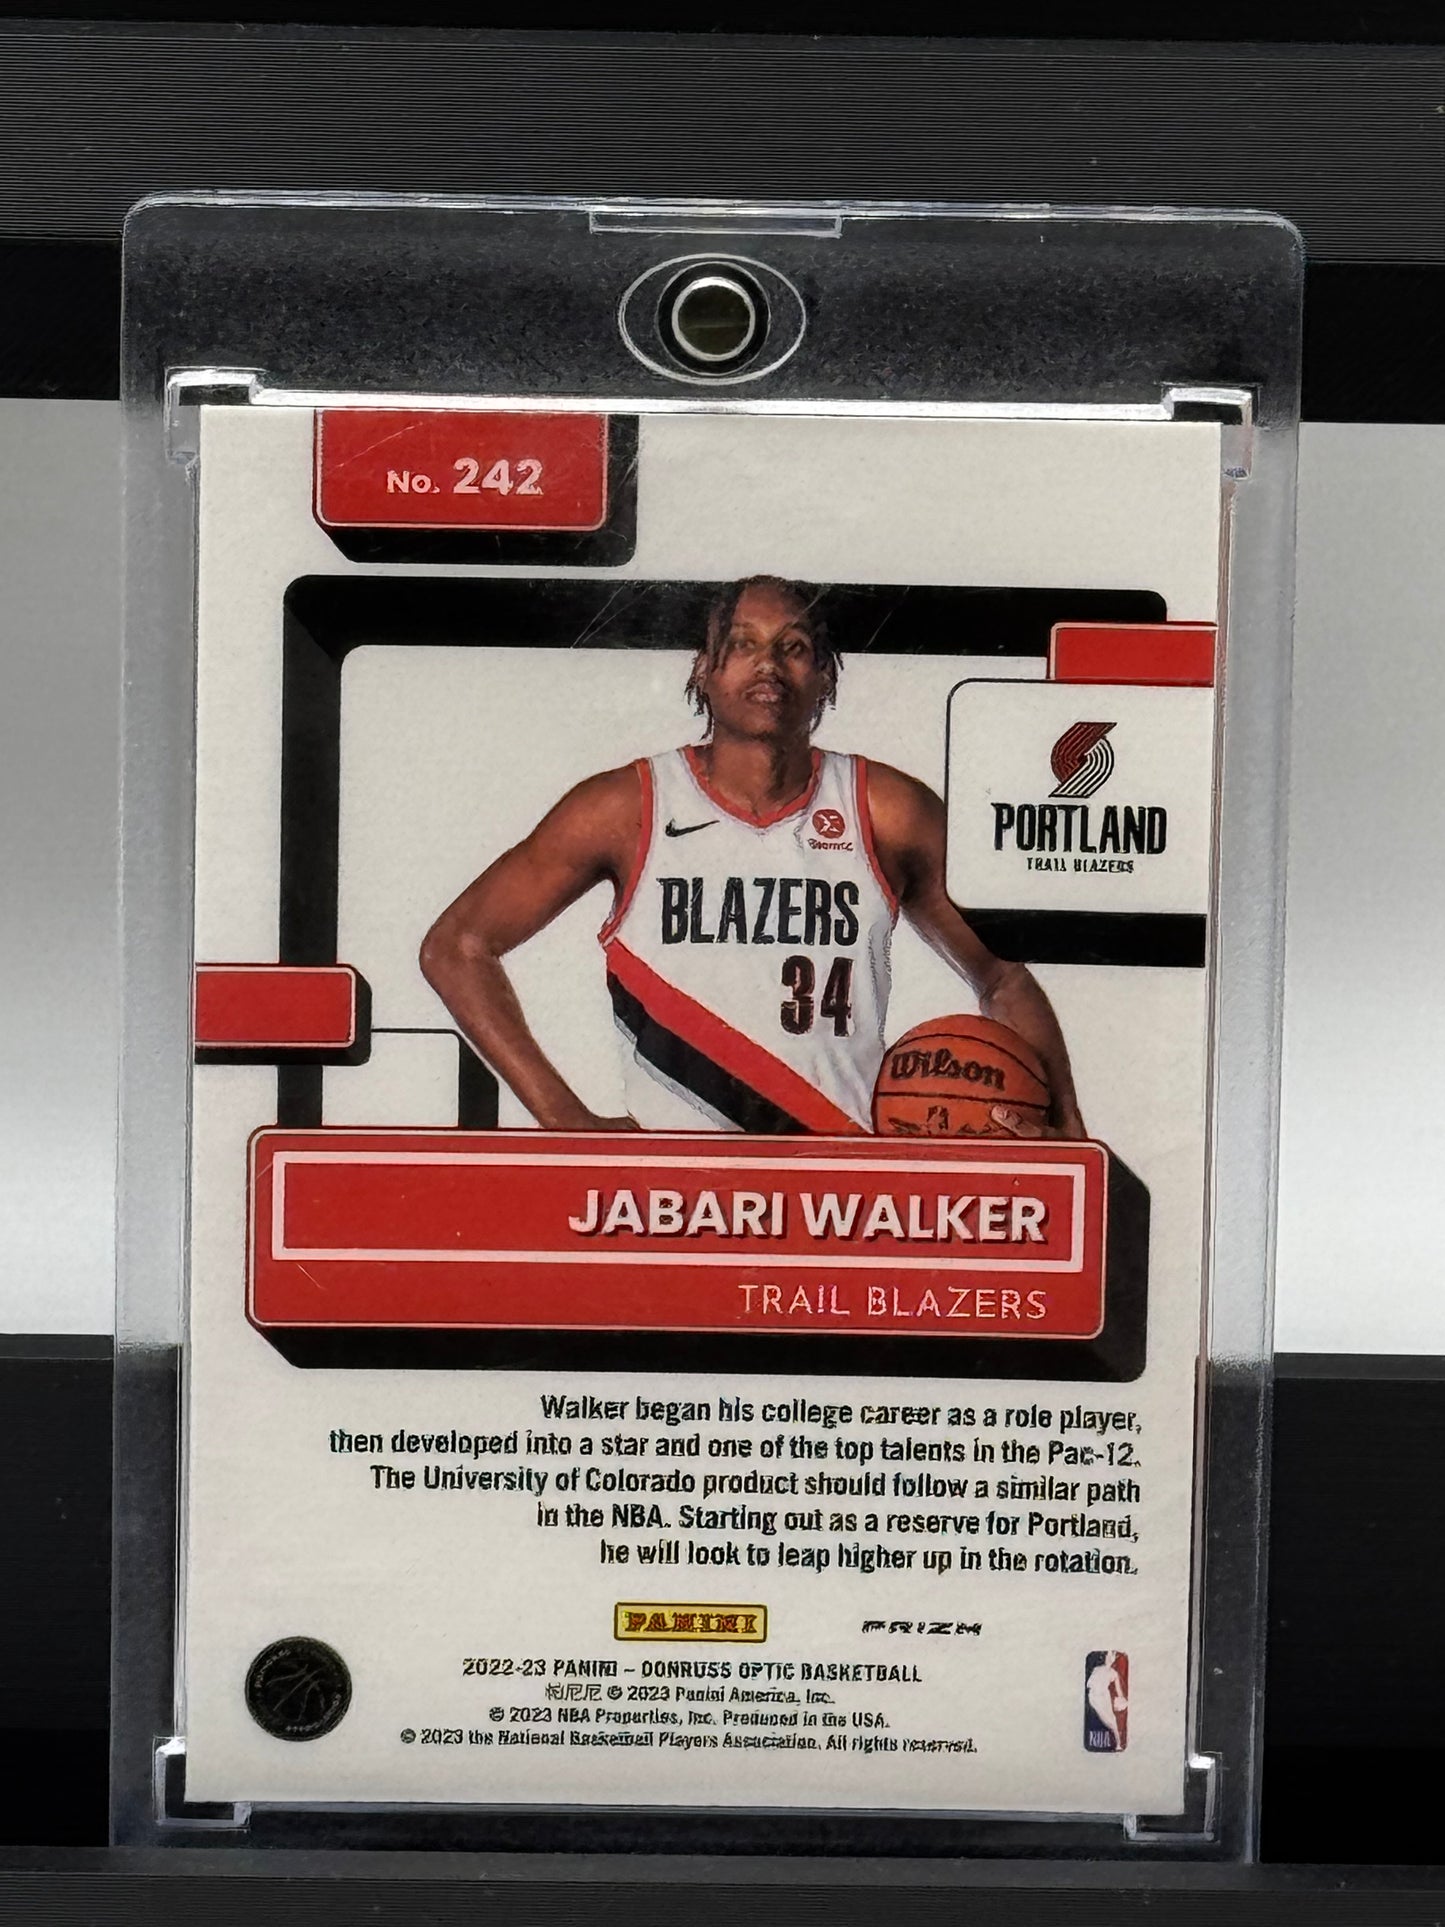 No. 242
PORTLAND
TRAIL BLAZERS
BLAZERS
34
Wilson
JABARI WALKER
TRAIL BLAZERS
Walker began his college career as a role player,
then developed into a star and one of the top talents in the Pac-12.
The University of Colorado product should follow a similar path
in the NBA. Starting out as a reserve for Portland,
he will look to leap higher up in the rotation.
PANINI
PRIZM
2022-23 PANINI – DONRUSS OPTIC BASKETBALL
© 2023 Panini America, Inc.
© 2023 NBA Properties, Inc. Produced in the USA.
© 2023 the National Basketball Players Association. All rights reserved.
NBA